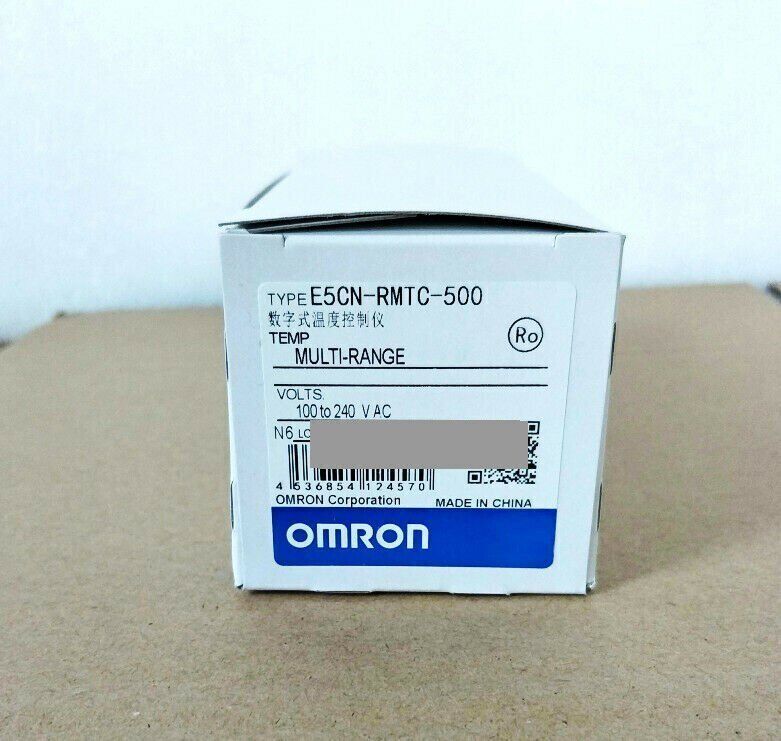 TYPE E5CN-RMTC-500
数字式温度控制仪
Ro
TEMP
MULTI-RANGE
VOLTS.
100 to 240 V AC
N6 LO
4 536854 124570
OMRON Corporation MADE IN CHINA
OMRON